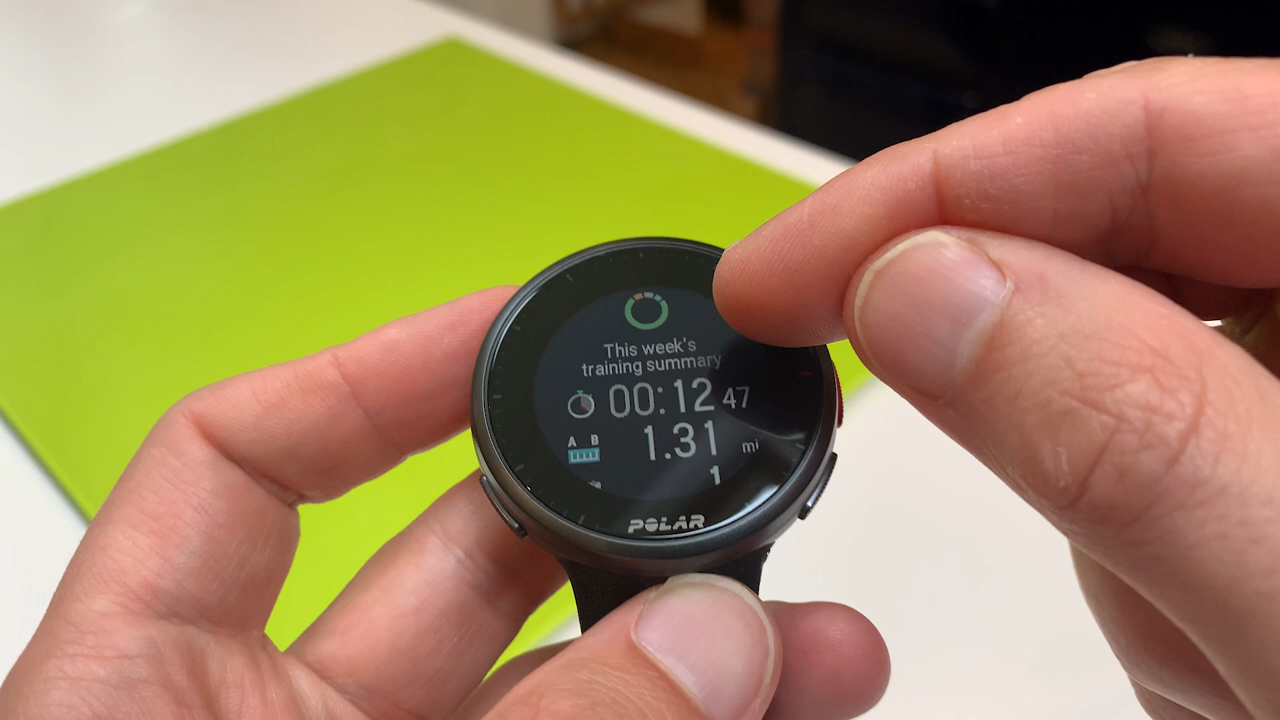 This week's
training summary
00:12 47
A B
1.31 mi
1
POLAR